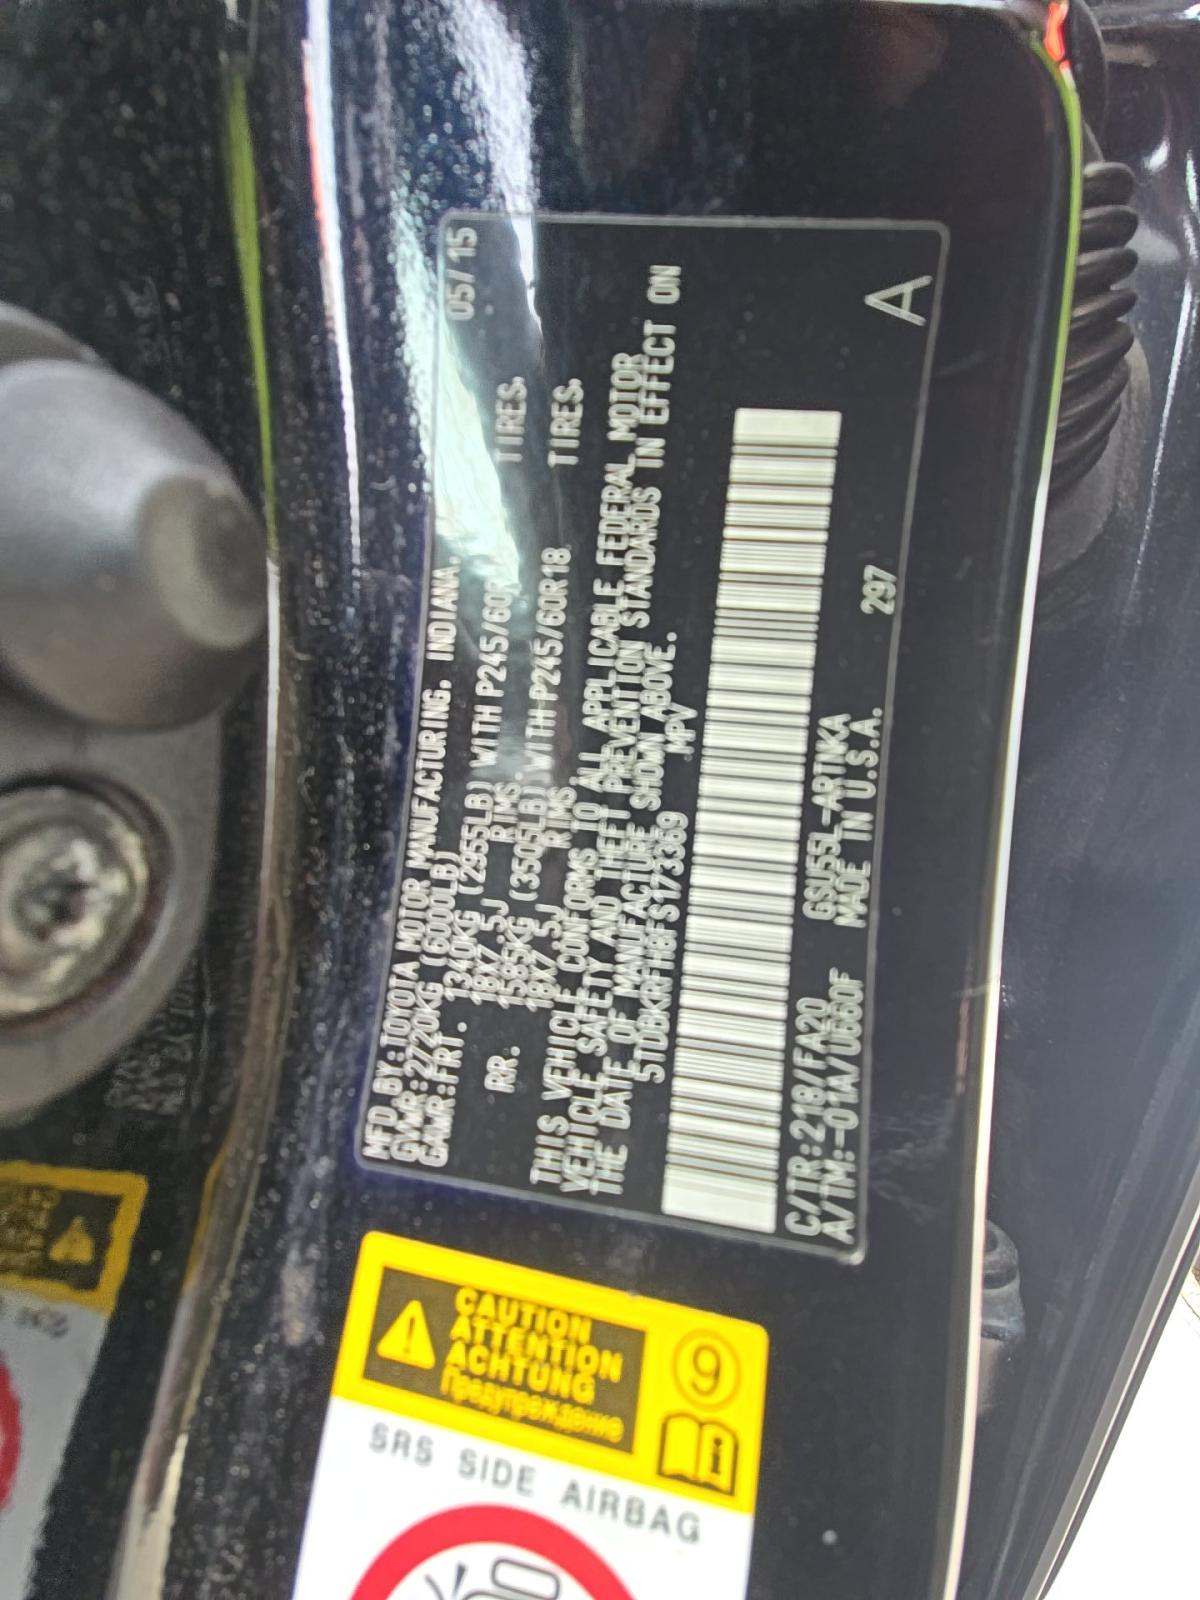 MFD.BY:TOYOTA MOTOR MANUFACTURING, INDIANA. 05/15
GVWR:2720KG (6000LB)
GAWR:FRT. 1340KG (2955LB) WITH P245/60R TIRES,
18X7.5J RIMS.
RR. 1585KG (3505LB) WITH P245/60R18 TIRES,
18X7.5J RIMS.
THIS VEHICLE CONFORMS TO ALL APPLICABLE FEDERAL MOTOR
VEHICLE SAFETY AND THEFT PREVENTION STANDARDS IN EFFECT ON
THE DATE OF MANUFACTURE SHOWN ABOVE.
5TDBKRFH8FS173369 MPV
C/TR:218/FA20 GSU55L-ARTNKA
A/TM:-01A/U660F MADE IN U.S.A. 297
A
CAUTION
ATTENTION
ACHTUNG
Предупреждение
9
i
SRS SIDE AIRBAG